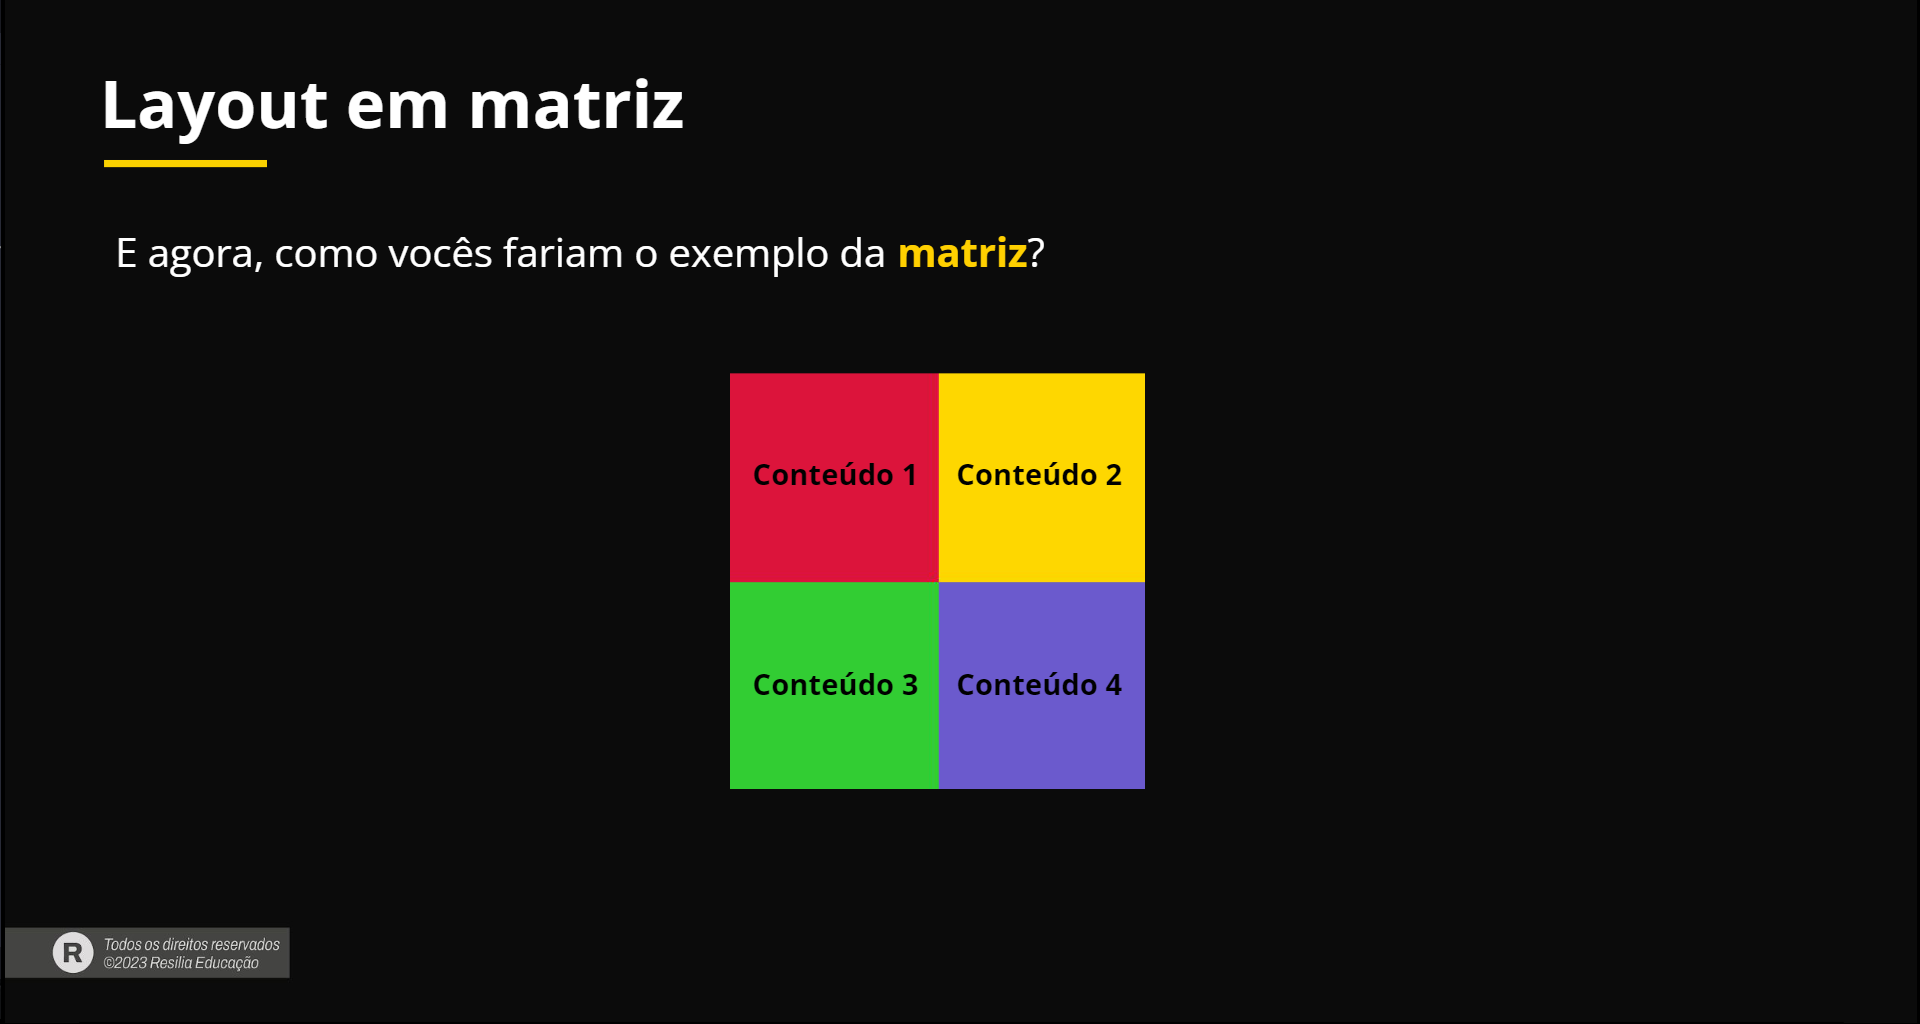 Layout em matriz
E agora, como vocês fariam o exemplo da matriz?
Conteúdo 1 Conteúdo 2
Conteúdo 3 Conteúdo 4
R
Todos os direitos reservados
©2023 Resilia Educação